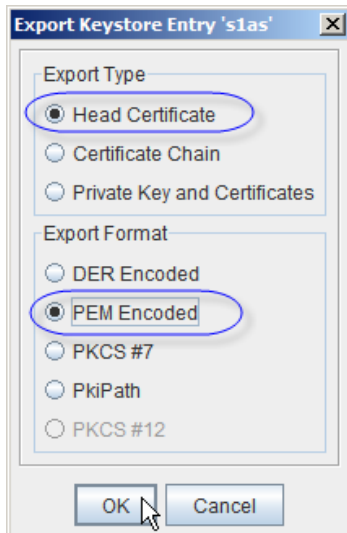 Export Keystore Entry 's1as'
Export Type
Head Certificate
Certificate Chain
Private Key and Certificates
Export Format
DER Encoded
PEM Encoded
PKCS #7
PkiPath
PKCS #12
OK
Cancel